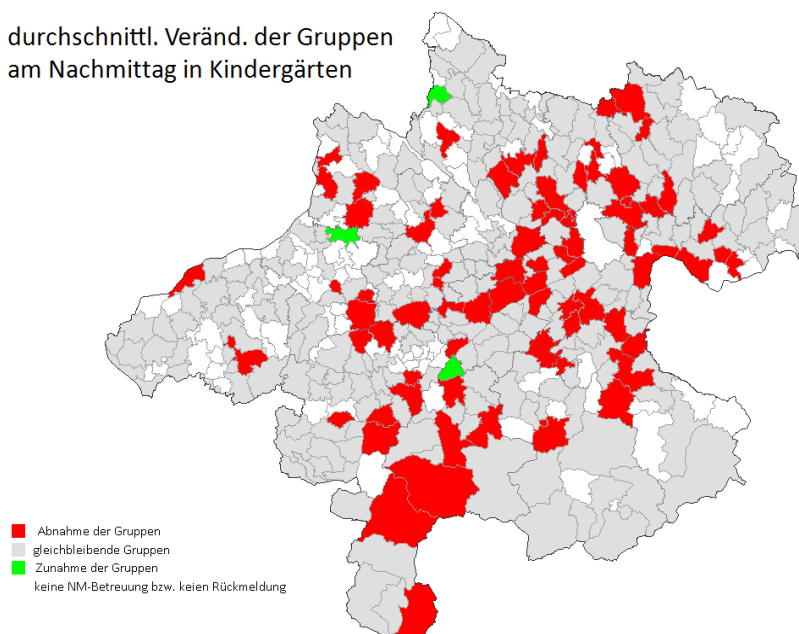 durchschnittl. Veränd. der Gruppen
am Nachmittag in Kindergärten
Abnahme der Gruppen
gleichbleibende Gruppen
Zunahme der Gruppen
keine NM-Betreuung bzw. keien Rückmeldung